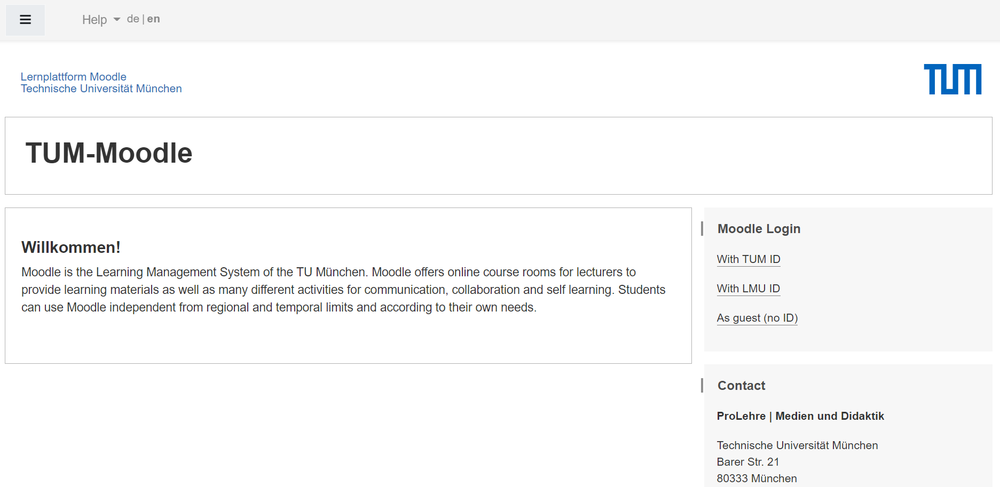 Help de | en
Lernplattform Moodle
Technische Universität München
TUM
TUM-Moodle
Willkommen!
Moodle is the Learning Management System of the TU München. Moodle offers online course rooms for lecturers to
provide learning materials as well as many different activities for communication, collaboration and self learning. Students
can use Moodle independent from regional and temporal limits and according to their own needs.
Moodle Login
With TUM ID
With LMU ID
As guest (no ID)
Contact
ProLehre | Medien und Didaktik
Technische Universität München
Barer Str. 21
80333 München